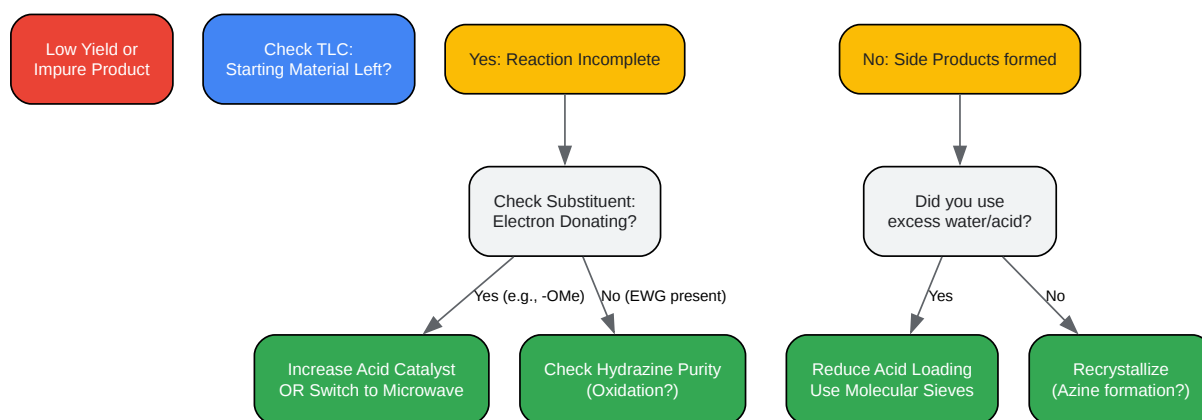 Low Yield or
Impure Product
Check TLC:
Starting Material Left?
Yes: Reaction Incomplete
No: Side Products formed
Check Substituent:
Electron Donating?
Did you use
excess water/acid?
Yes (e.g., -OMe)
No (EWG present)
Yes
No
Increase Acid Catalyst
OR Switch to Microwave
Check Hydrazine Purity
(Oxidation?)
Reduce Acid Loading
Use Molecular Sieves
Recrystallize
(Azine formation?)